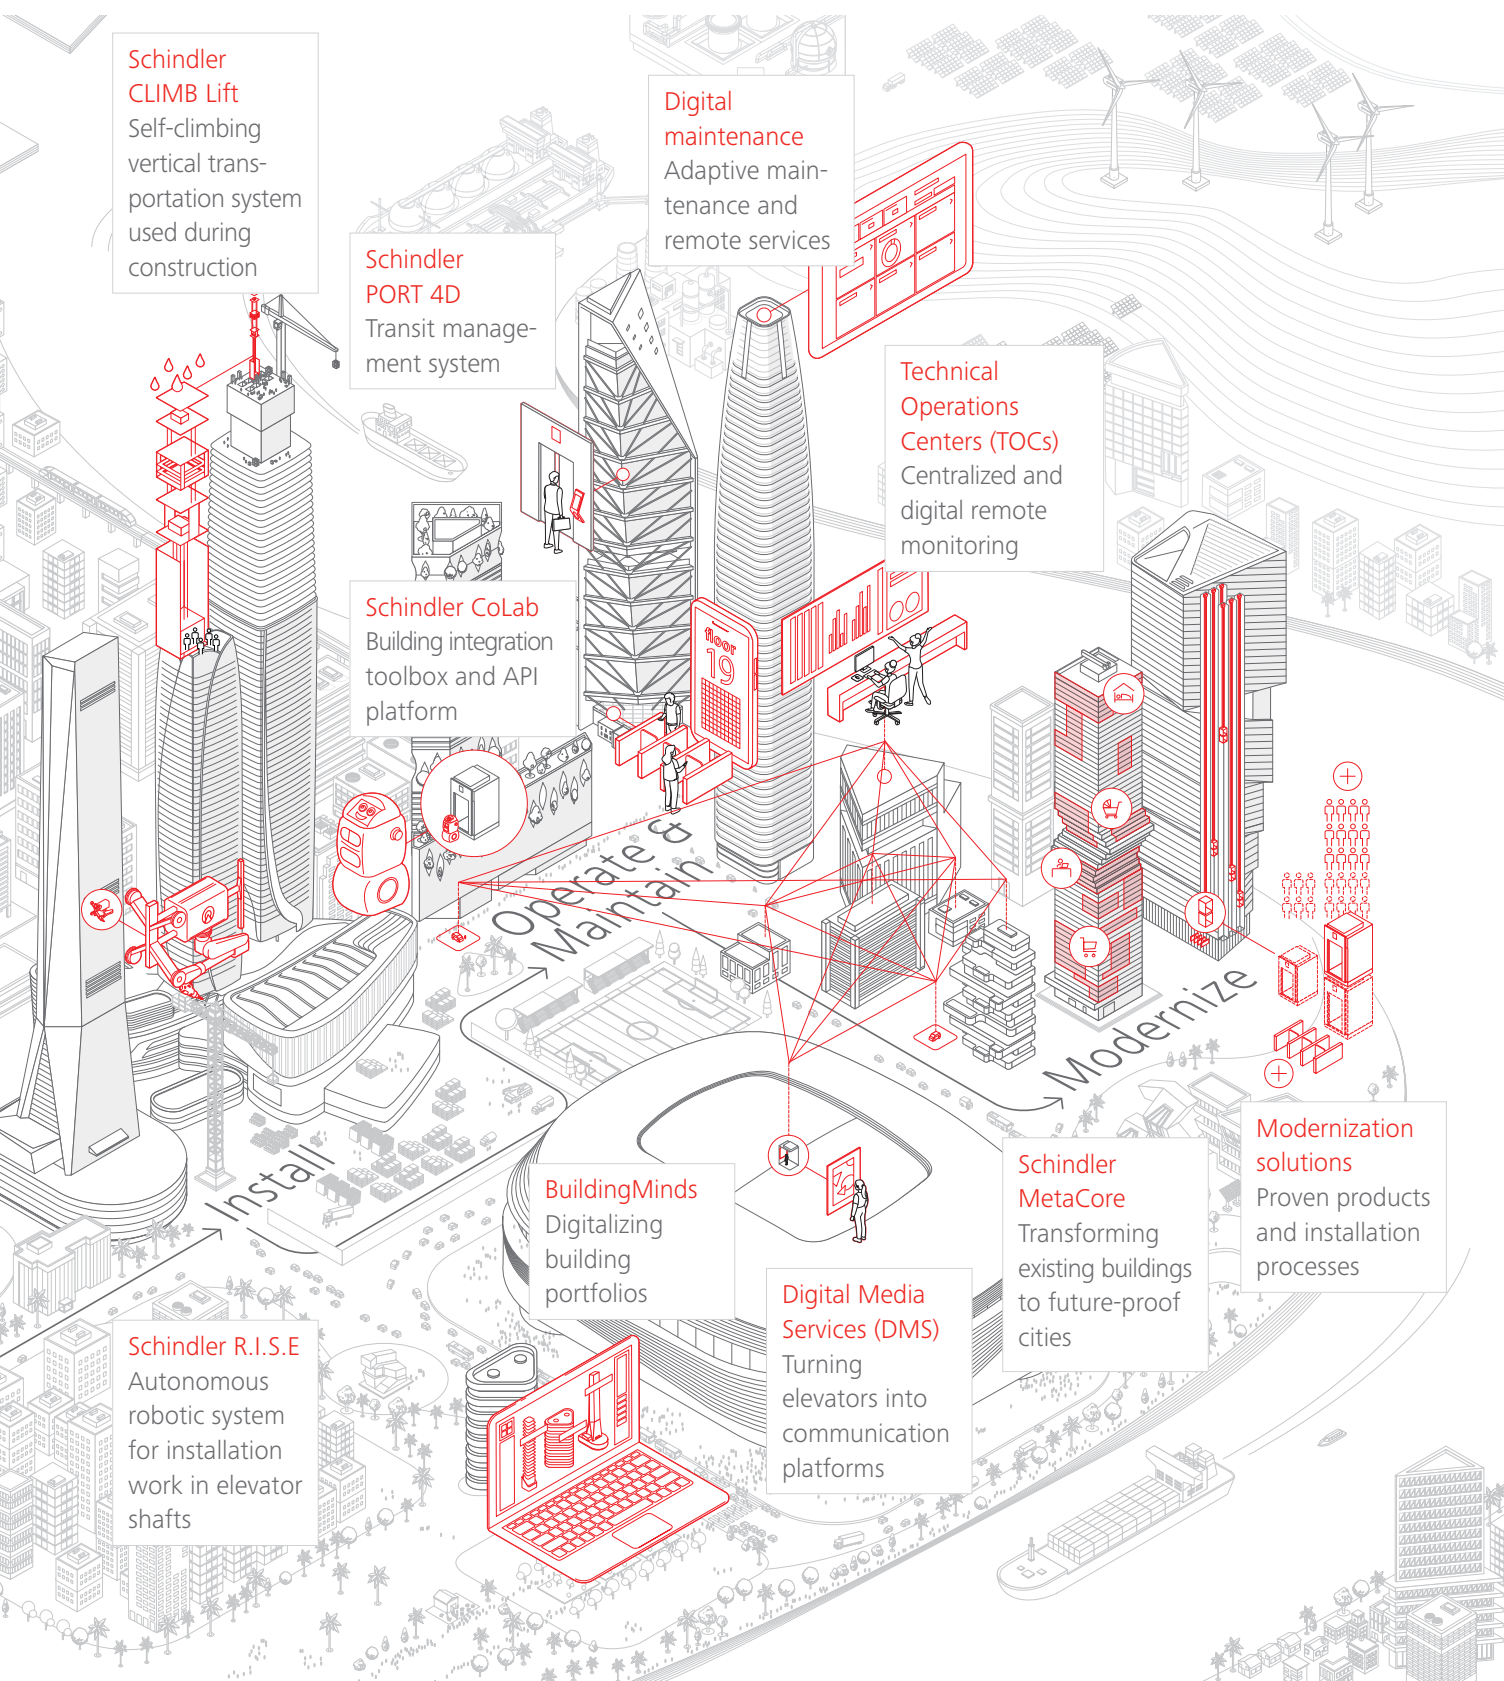 Schindler
CLIMB Lift
Self-climbing
vertical trans-
portation system
used during
construction
Schindler
PORT 4D
Transit manage-
ment system
Digital
maintenance
Adaptive main-
tenance and
remote services
Technical
Operations
Centers (TOCs)
Centralized and
digital remote
monitoring
Schindler CoLab
Building integration
toolbox and API
platform
floor
19
Operate &
Maintain
Modernize
Install
BuildingMinds
Digitalizing
building
portfolios
Digital Media
Services (DMS)
Turning
elevators into
communication
platforms
Schindler
MetaCore
Transforming
existing buildings
to future-proof
cities
Modernization
solutions
Proven products
and installation
processes
Schindler R.I.S.E
Autonomous
robotic system
for installation
work in elevator
shafts